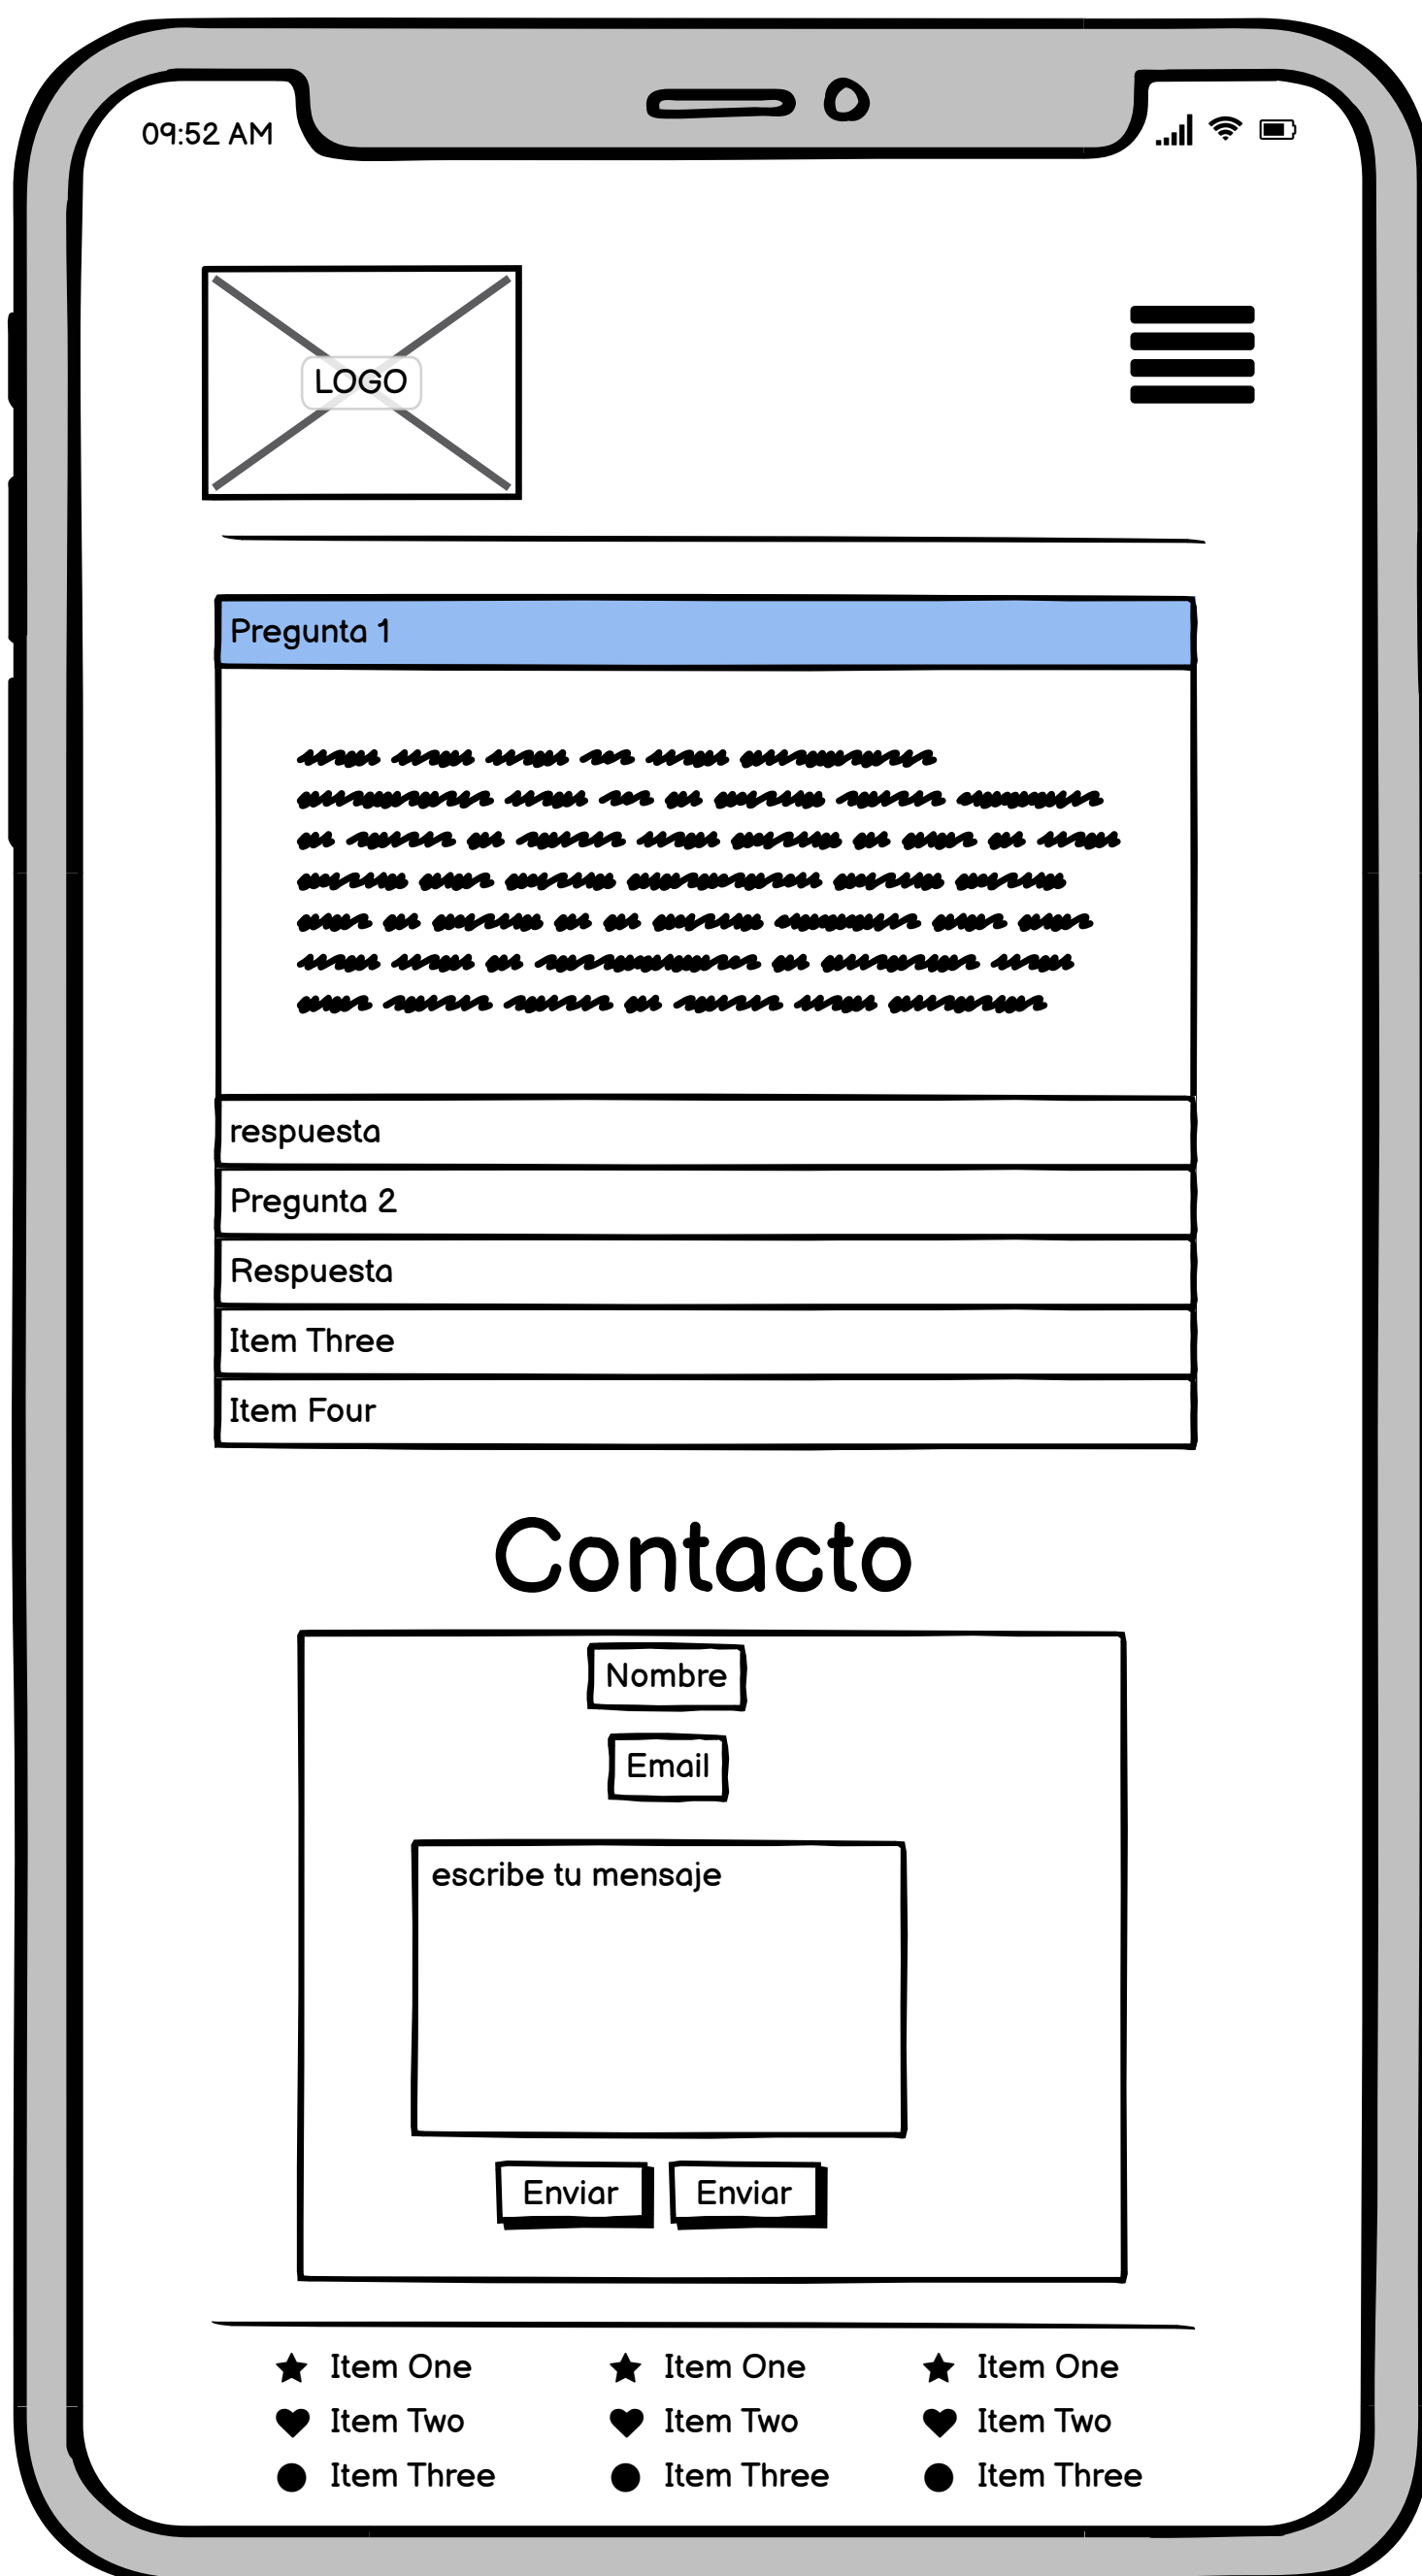 09:52 AM
LOGO
Pregunta 1
respuesta
Pregunta 2
Respuesta
Item Three
Item Four
Contacto
Nombre
Email
escribe tu mensaje
Enviar Enviar
Item One Item One Item One
Item Two Item Two Item Two
Item Three Item Three Item Three